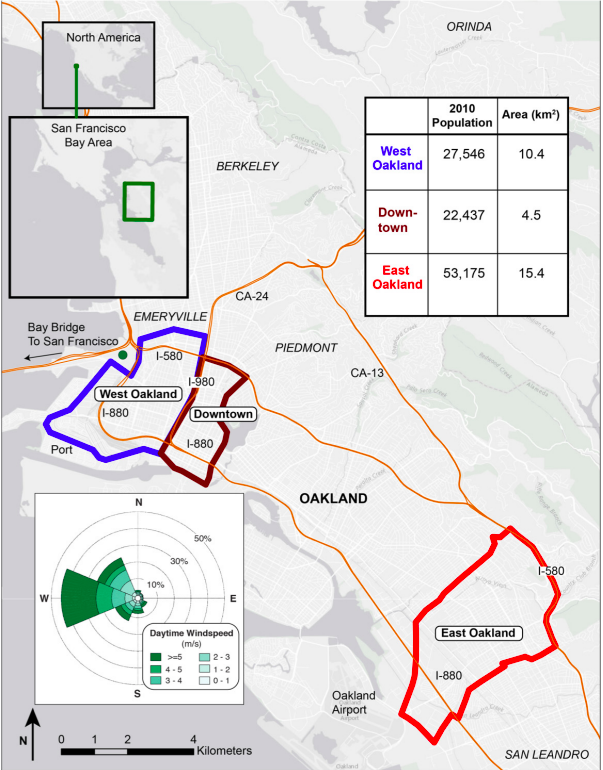 North America
San Francisco
Bay Area
ORINDA
BERKELEY
2010
Population
Area (km²)
West
Oakland
27,546
10.4
Down-
town
22,437
4.5
East
Oakland
53,175
15.4
CA-24
EMERYVILLE
Bay Bridge
To San Francisco
I-580
PIEDMONT
CA-13
I-980
West Oakland
I-880
Downtown
I-880
Port
OAKLAND
N
50%
30%
10%
W
E
Daytime Windspeed
(m/s)
>=5
2 - 3
4 - 5
1 - 2
3 - 4
0 - 1
S
I-580
East Oakland
I-880
Oakland
Airport
N
0
1
2
4
Kilometers
SAN LEANDRO